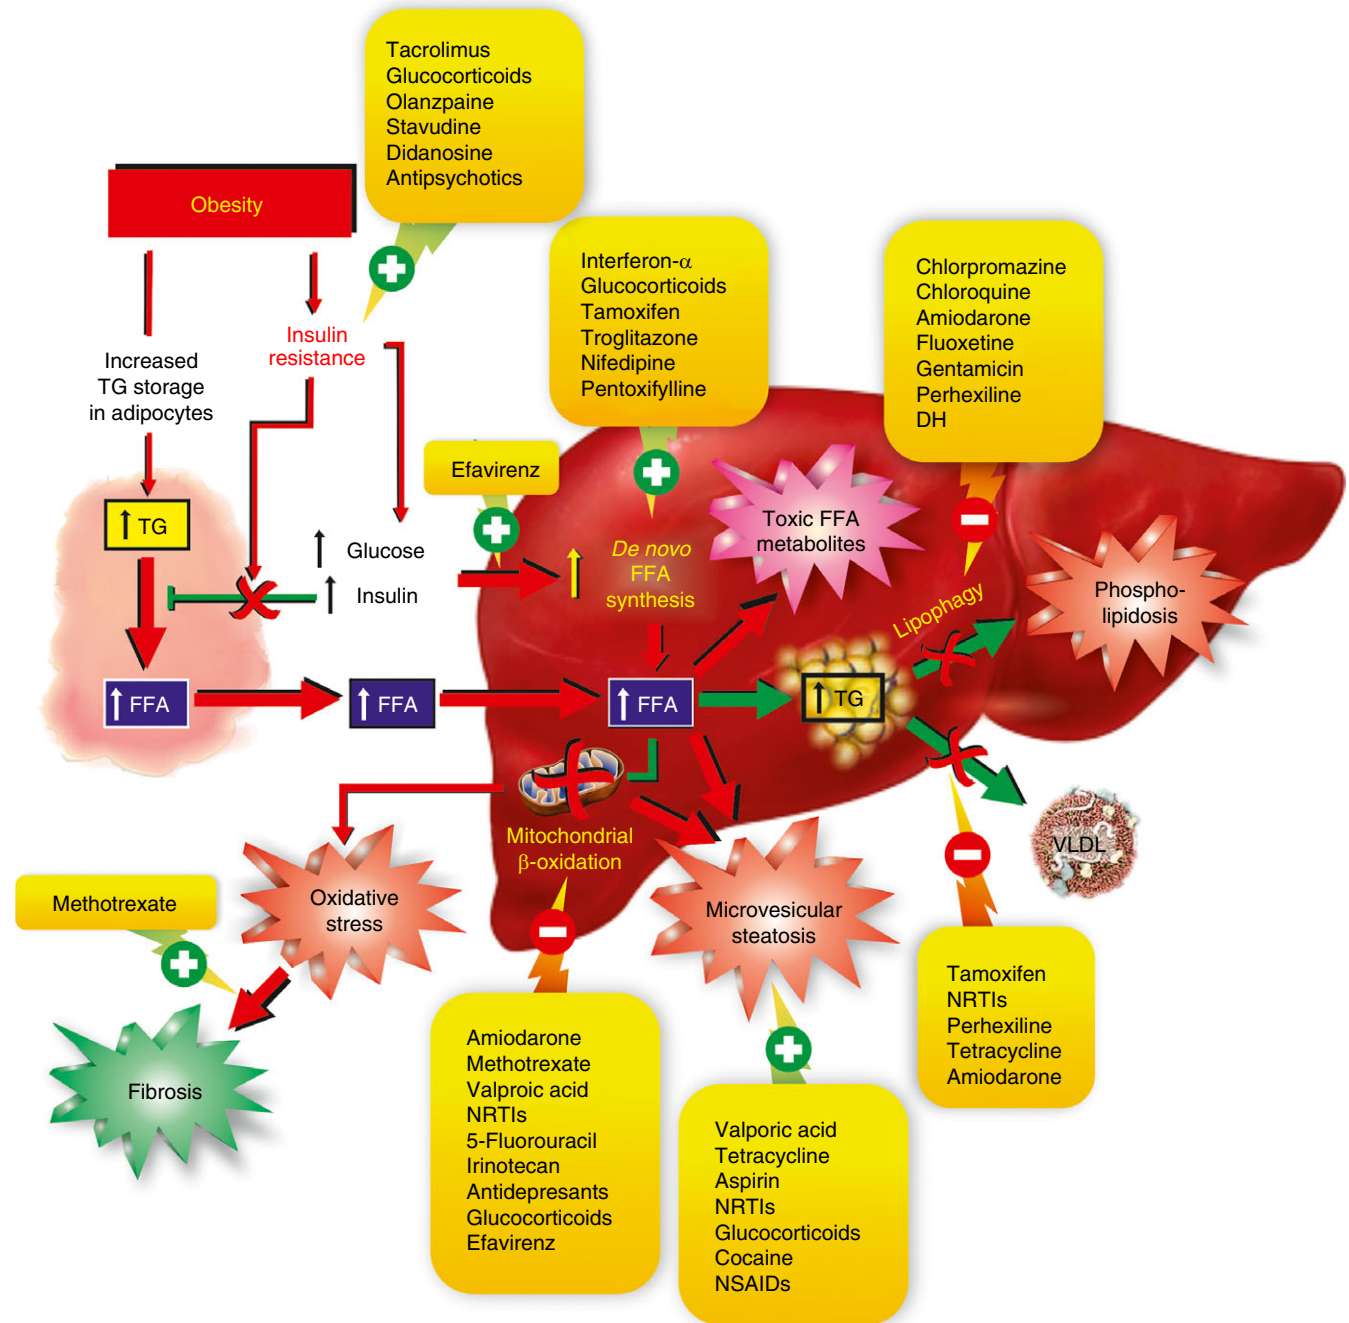 Tacrolimus
Glucocorticoids
Olanzpaine
Stavudine
Didanosine
Antipsychotics
Obesity
Interferon-α
Glucocorticoids
Tamoxifen
Troglitazone
Nifedipine
Pentoxifylline
Chlorpromazine
Chloroquine
Amiodarone
Fluoxetine
Gentamicin
Perhexiline
DH
Insulin
resistance
Increased
TG storage
in adipocytes
Efavirenz
TG
Glucose
Insulin
De novo
FFA
synthesis
Toxic FFA
metabolites
Lipophagy
Phospho-
lipidosis
FFA
FFA
FFA
TG
Mitochondrial
β-oxidation
VLDL
Methotrexate
Oxidative
stress
Microvesicular
steatosis
Fibrosis
Amiodarone
Methotrexate
Valproic acid
NRTIs
5-Fluorouracil
Irinotecan
Antidepresants
Glucocorticoids
Efavirenz
Valporic acid
Tetracycline
Aspirin
NRTIs
Glucocorticoids
Cocaine
NSAIDs
Tamoxifen
NRTIs
Perhexiline
Tetracycline
Amiodarone